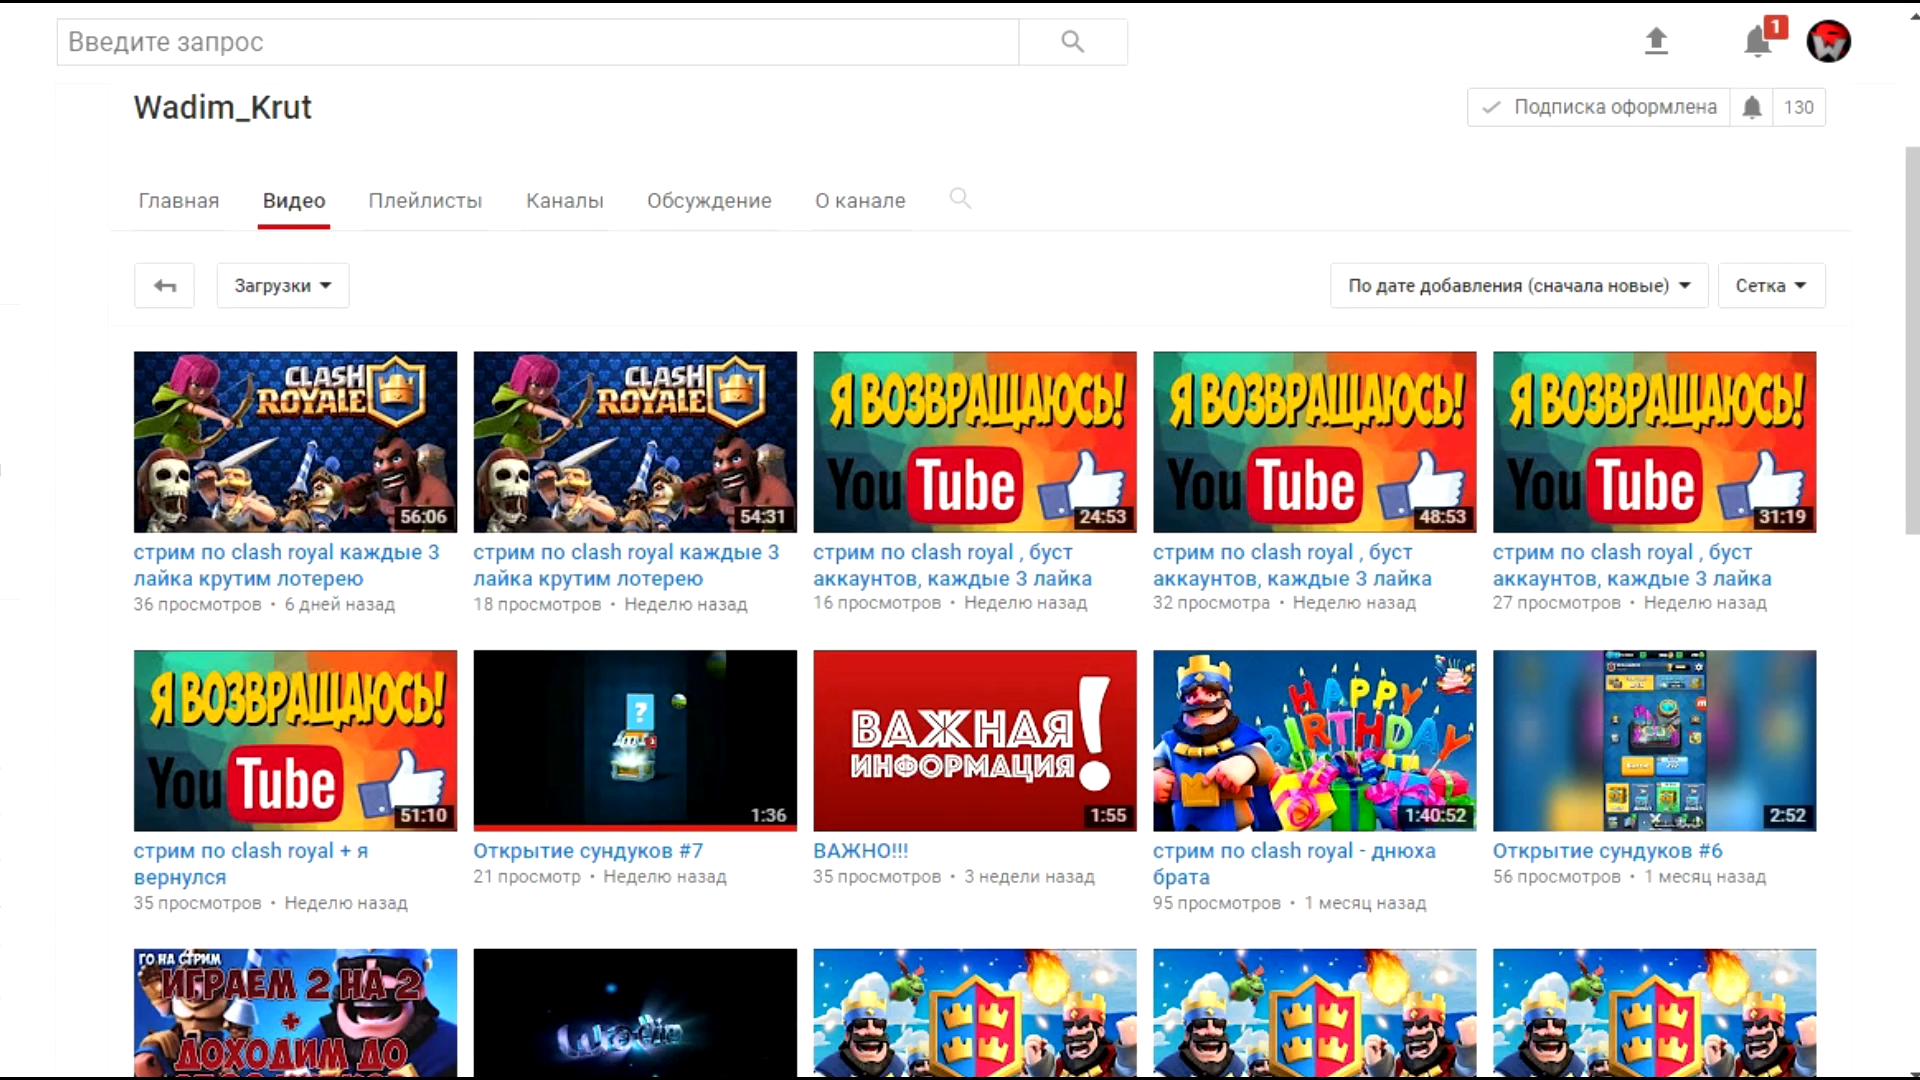 Введите запрос
1
Wadim_Krut
Подписка оформлена
130
Главная
Видео
Плейлисты
Каналы
Обсуждение
О канале
Загрузки
По дате добавления (сначала новые)
Сетка
CLASH
ROYALE
56:06
стрим по clash royal каждые 3
лайка крутим лотерею
36 просмотров • 6 дней назад
CLASH
ROYALE
54:31
стрим по clash royal каждые 3
лайка крутим лотерею
18 просмотров • Неделю назад
Я ВОЗВРАЩАЮСЬ!
YouTube
24:53
стрим по clash royal , буст
аккаунтов, каждые 3 лайка
16 просмотров • Неделю назад
Я ВОЗВРАЩАЮСЬ!
YouTube
48:53
стрим по clash royal , буст
аккаунтов, каждые 3 лайка
32 просмотра • Неделю назад
Я ВОЗВРАЩАЮСЬ!
YouTube
31:19
стрим по clash royal , буст
аккаунтов, каждые 3 лайка
27 просмотров • Неделю назад
Я ВОЗВРАЩАЮСЬ!
YouTube
51:10
стрим по clash royal + я
вернулся
35 просмотров • Неделю назад
?
1:36
Открытие сундуков #7
21 просмотр • Неделю назад
ВАЖНАЯ
ИНФОРМАЦИЯ!
1:55
ВАЖНО!!!
35 просмотров • 3 недели назад
HAPPY
BIRTHDAY
1:40:52
стрим по clash royal - днюха
брата
95 просмотров • 1 месяц назад
2:52
Открытие сундуков #6
56 просмотров • 1 месяц назад
ГО НА СТРИМ
ИГРАЕМ 2 НА 2
+
ДОХОДИМ ДО